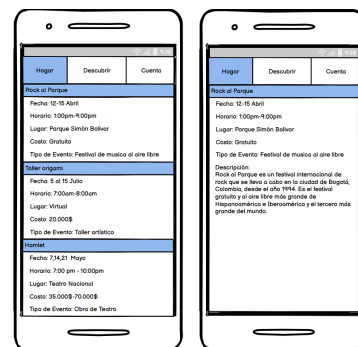 9:38
Hogar
Descubrir
Cuenta
Rock al Parque
Fecha: 12-15 Abril
Horario: 1:00pm-9:00pm
Lugar: Parque Simón Bolívar
Costo: Gratuito
Tipo de Evento: Festival de musica al aire libre
Taller origami
Fecha: 5 al 15 Julio
Horario: 7:00am-8:00am
Lugar: Virtual
Costo: 20.000$
Tipo de Evento: Taller artístico
Hamlet
Fecha: 7,14,21 Mayo
Horario: 7:00 pm - 10:00pm
Lugar: Teatro Nacional
Costo: 35.000$-70.000$
Tipo de Evento: Obra de Teatro
9:38
Hogar
Descubrir
Cuenta
Rock al Parque
Fecha: 12-15 Abril
Horario: 1:00pm-9:00pm
Lugar: Parque Simón Bolívar
Costo: Gratuito
Tipo de Evento: Festival de musica al aire libre
Descripción:
Rock al Parque es un festival internacional de
rock que se lleva a cabo en la ciudad de Bogotá,
Colombia, desde el año 1994. Es el festival
gratuito y al aire libre más grande de
Hispanoamérica e Iberoamérica y el tercero más
grande del mundo.